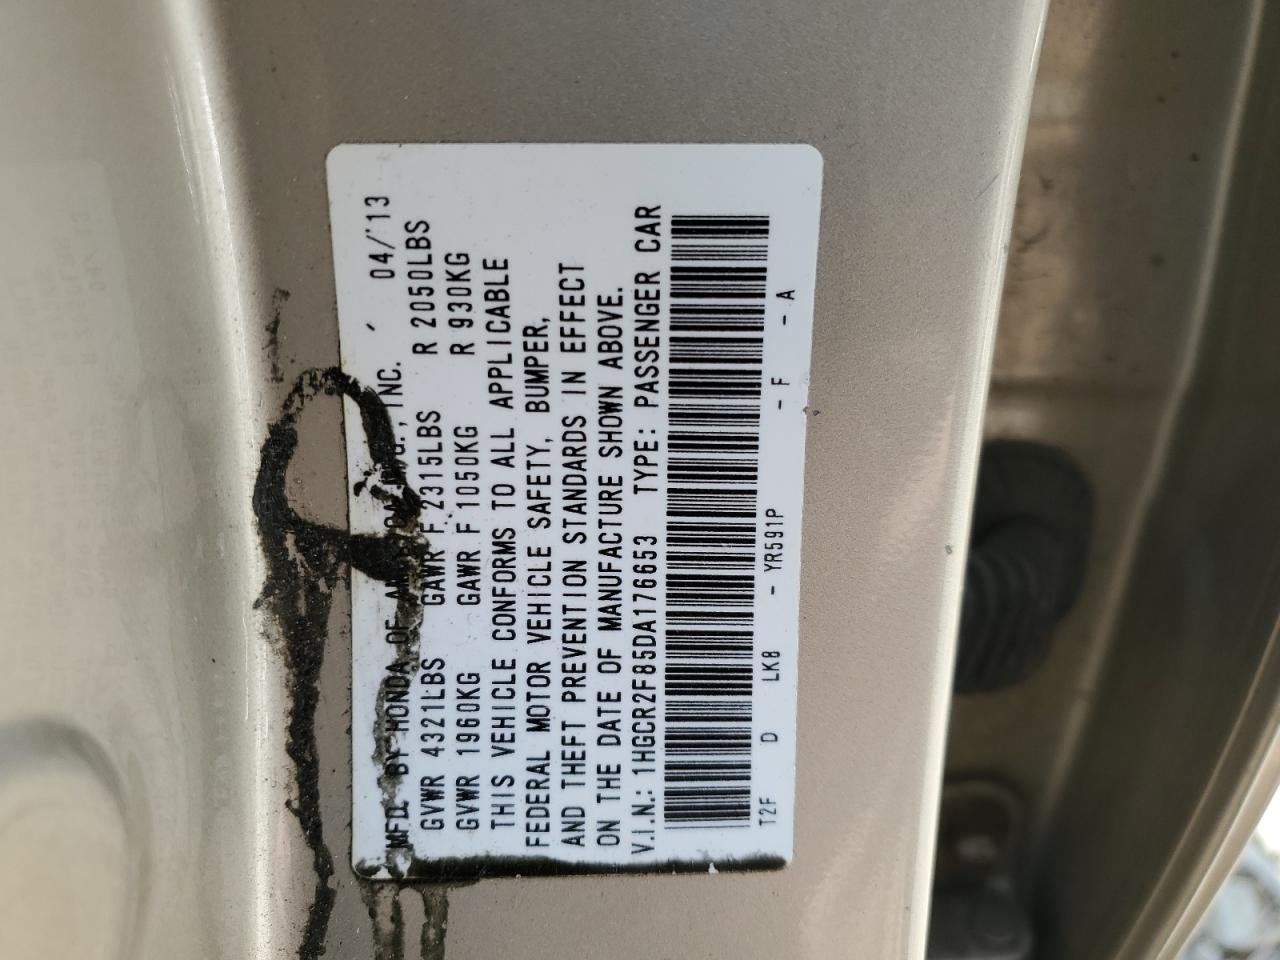 MFD. BY HONDA OF AMERICA MFG., INC. 04/'13
GVWR 4321LBS GAWR F 2315LBS R 2050LBS
GVWR 1960KG GAWR F 1050KG R 930KG
THIS VEHICLE CONFORMS TO ALL APPLICABLE
FEDERAL MOTOR VEHICLE SAFETY, BUMPER,
AND THEFT PREVENTION STANDARDS IN EFFECT
ON THE DATE OF MANUFACTURE SHOWN ABOVE.
V.I.N.: 1HGCR2F85DA176653 TYPE: PASSENGER CAR
T2F D LK8 - YR591P - F - A